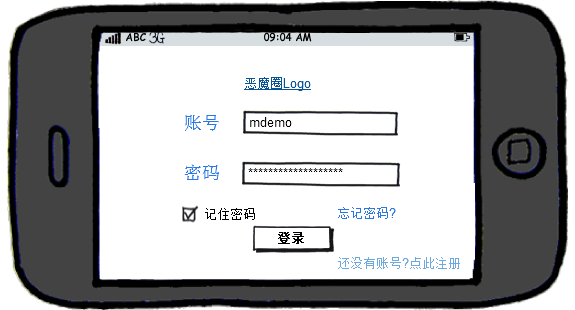 ABC 3G 09:04 AM
恶魔圈Logo
账号 mdemo
密码 *******************
记住密码 忘记密码?
登录
还没有账号?点此注册